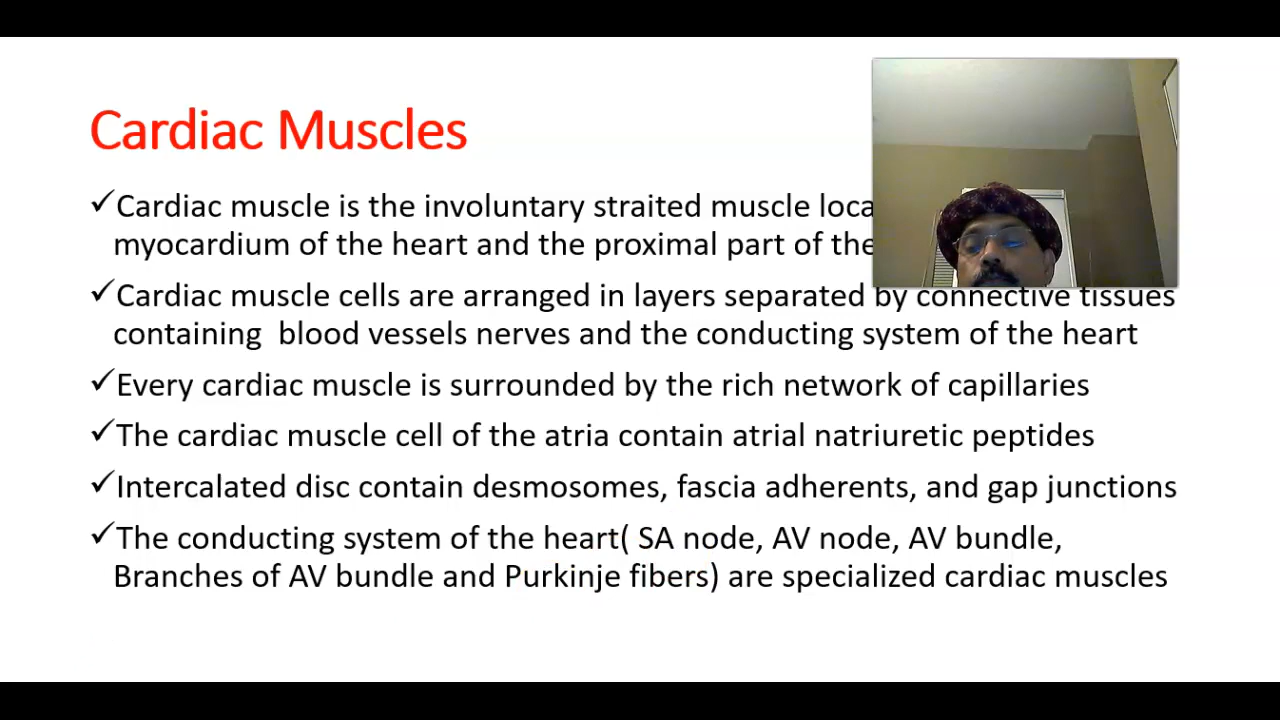 Cardiac Muscles
✓Cardiac muscle is the involuntary straited muscle loca
myocardium of the heart and the proximal part of the
✓Cardiac muscle cells are arranged in layers separated by connective tissues
containing blood vessels nerves and the conducting system of the heart
✓Every cardiac muscle is surrounded by the rich network of capillaries
✓The cardiac muscle cell of the atria contain atrial natriuretic peptides
✓Intercalated disc contain desmosomes, fascia adherents, and gap junctions
✓The conducting system of the heart( SA node, AV node, AV bundle,
Branches of AV bundle and Purkinje fibers) are specialized cardiac muscles